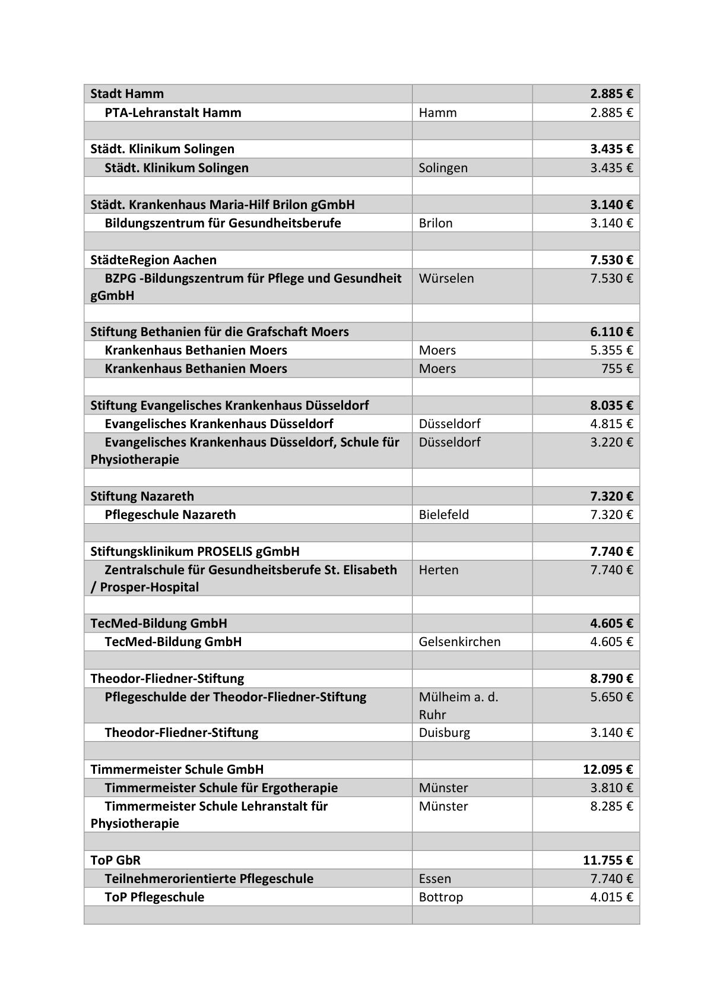 Stadt Hamm 2.885 €
PTA-Lehranstalt Hamm Hamm 2.885 €
Städt. Klinikum Solingen 3.435 €
Städt. Klinikum Solingen Solingen 3.435 €
Städt. Krankenhaus Maria-Hilf Brilon gGmbH 3.140 €
Bildungszentrum für Gesundheitsberufe Brilon 3.140 €
StädteRegion Aachen 7.530 €
BZPG -Bildungszentrum für Pflege und Gesundheit Würselen 7.530 €
gGmbH
Stiftung Bethanien für die Grafschaft Moers 6.110 €
Krankenhaus Bethanien Moers Moers 5.355 €
Krankenhaus Bethanien Moers Moers 755 €
Stiftung Evangelisches Krankenhaus Düsseldorf 8.035 €
Evangelisches Krankenhaus Düsseldorf Düsseldorf 4.815 €
Evangelisches Krankenhaus Düsseldorf, Schule für Düsseldorf 3.220 €
Physiotherapie
Stiftung Nazareth 7.320 €
Pflegeschule Nazareth Bielefeld 7.320 €
Stiftungsklinikum PROSELIS gGmbH 7.740 €
Zentralschule für Gesundheitsberufe St. Elisabeth Herten 7.740 €
/ Prosper-Hospital
TecMed-Bildung GmbH 4.605 €
TecMed-Bildung GmbH Gelsenkirchen 4.605 €
Theodor-Fliedner-Stiftung 8.790 €
Pflegeschulde der Theodor-Fliedner-Stiftung Mülheim a. d. 5.650 €
Ruhr
Theodor-Fliedner-Stiftung Duisburg 3.140 €
Timmermeister Schule GmbH 12.095 €
Timmermeister Schule für Ergotherapie Münster 3.810 €
Timmermeister Schule Lehranstalt für Münster 8.285 €
Physiotherapie
ToP GbR 11.755 €
Teilnehmerorientierte Pflegeschule Essen 7.740 €
ToP Pflegeschule Bottrop 4.015 €